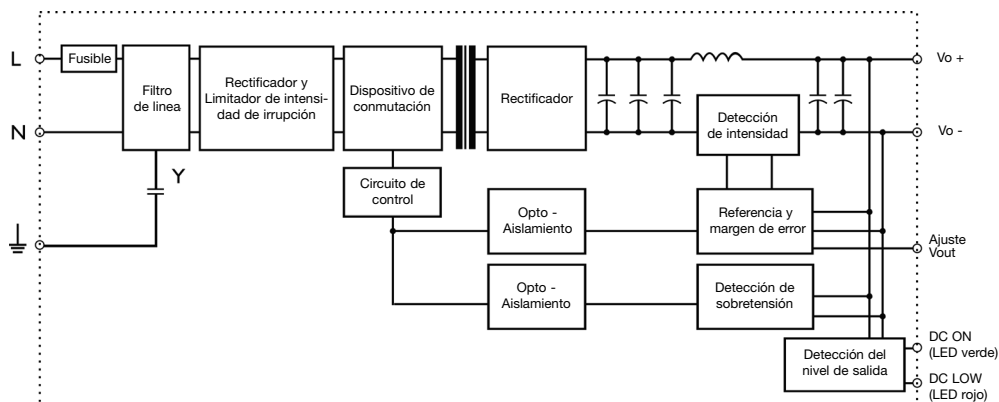 L
Fusible
Filtro
de linea
Rectificador y
Limitador de intensi-
dad de irrupción
Dispositivo de
conmutación
Rectificador
Vo +
N
Detección
de intensidad
Vo -
Y
Circuito de
control
Opto -
Aislamiento
Referencia y
margen de error
Ajuste
Vout
Opto -
Aislamiento
Detección de
sobretensión
Detección del
nivel de salida
DC ON
(LED verde)
DC LOW
(LED rojo)